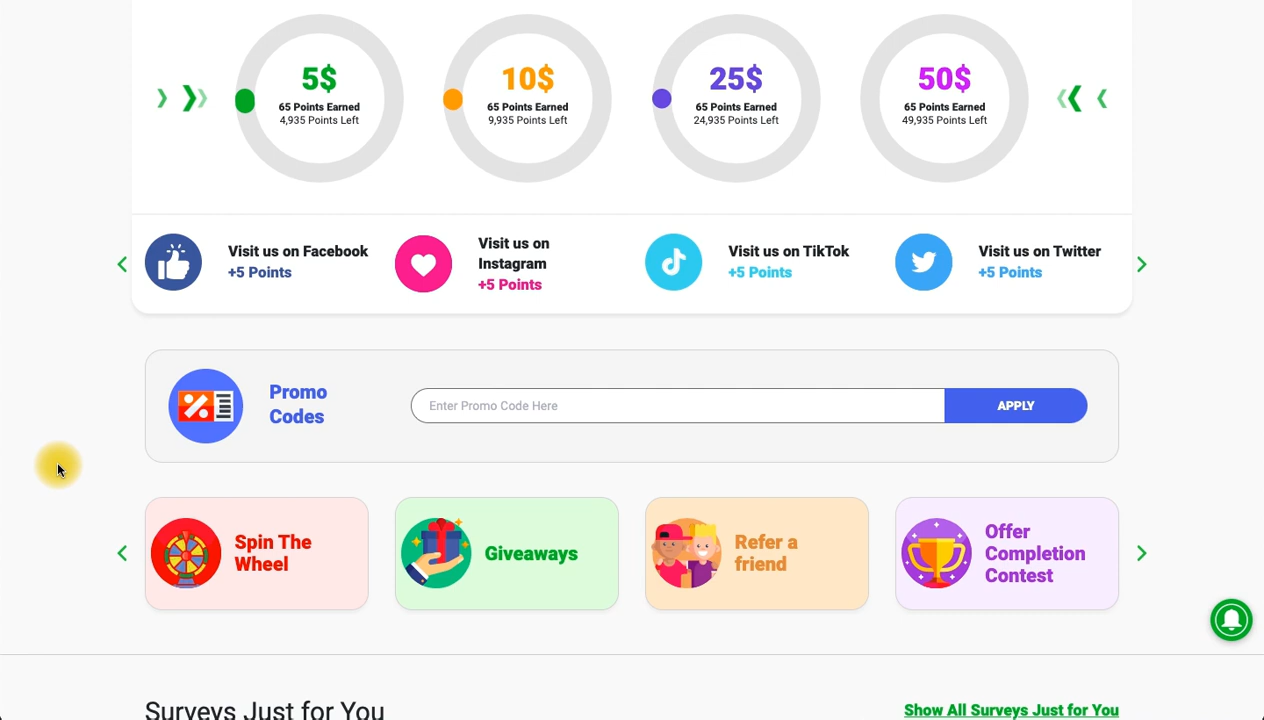 5$
65 Points Earned
4,935 Points Left
10$
65 Points Earned
9,935 Points Left
25$
65 Points Earned
24,935 Points Left
50$
65 Points Earned
49,935 Points Left
Visit us on Facebook
+5 Points
Visit us on
Instagram
+5 Points
Visit us on TikTok
+5 Points
Visit us on Twitter
+5 Points
Promo
Codes
Enter Promo Code Here
APPLY
Spin The
Wheel
Giveaways
Refer a
friend
Offer
Completion
Contest
Surveys Just for You
Show All Surveys Just for You